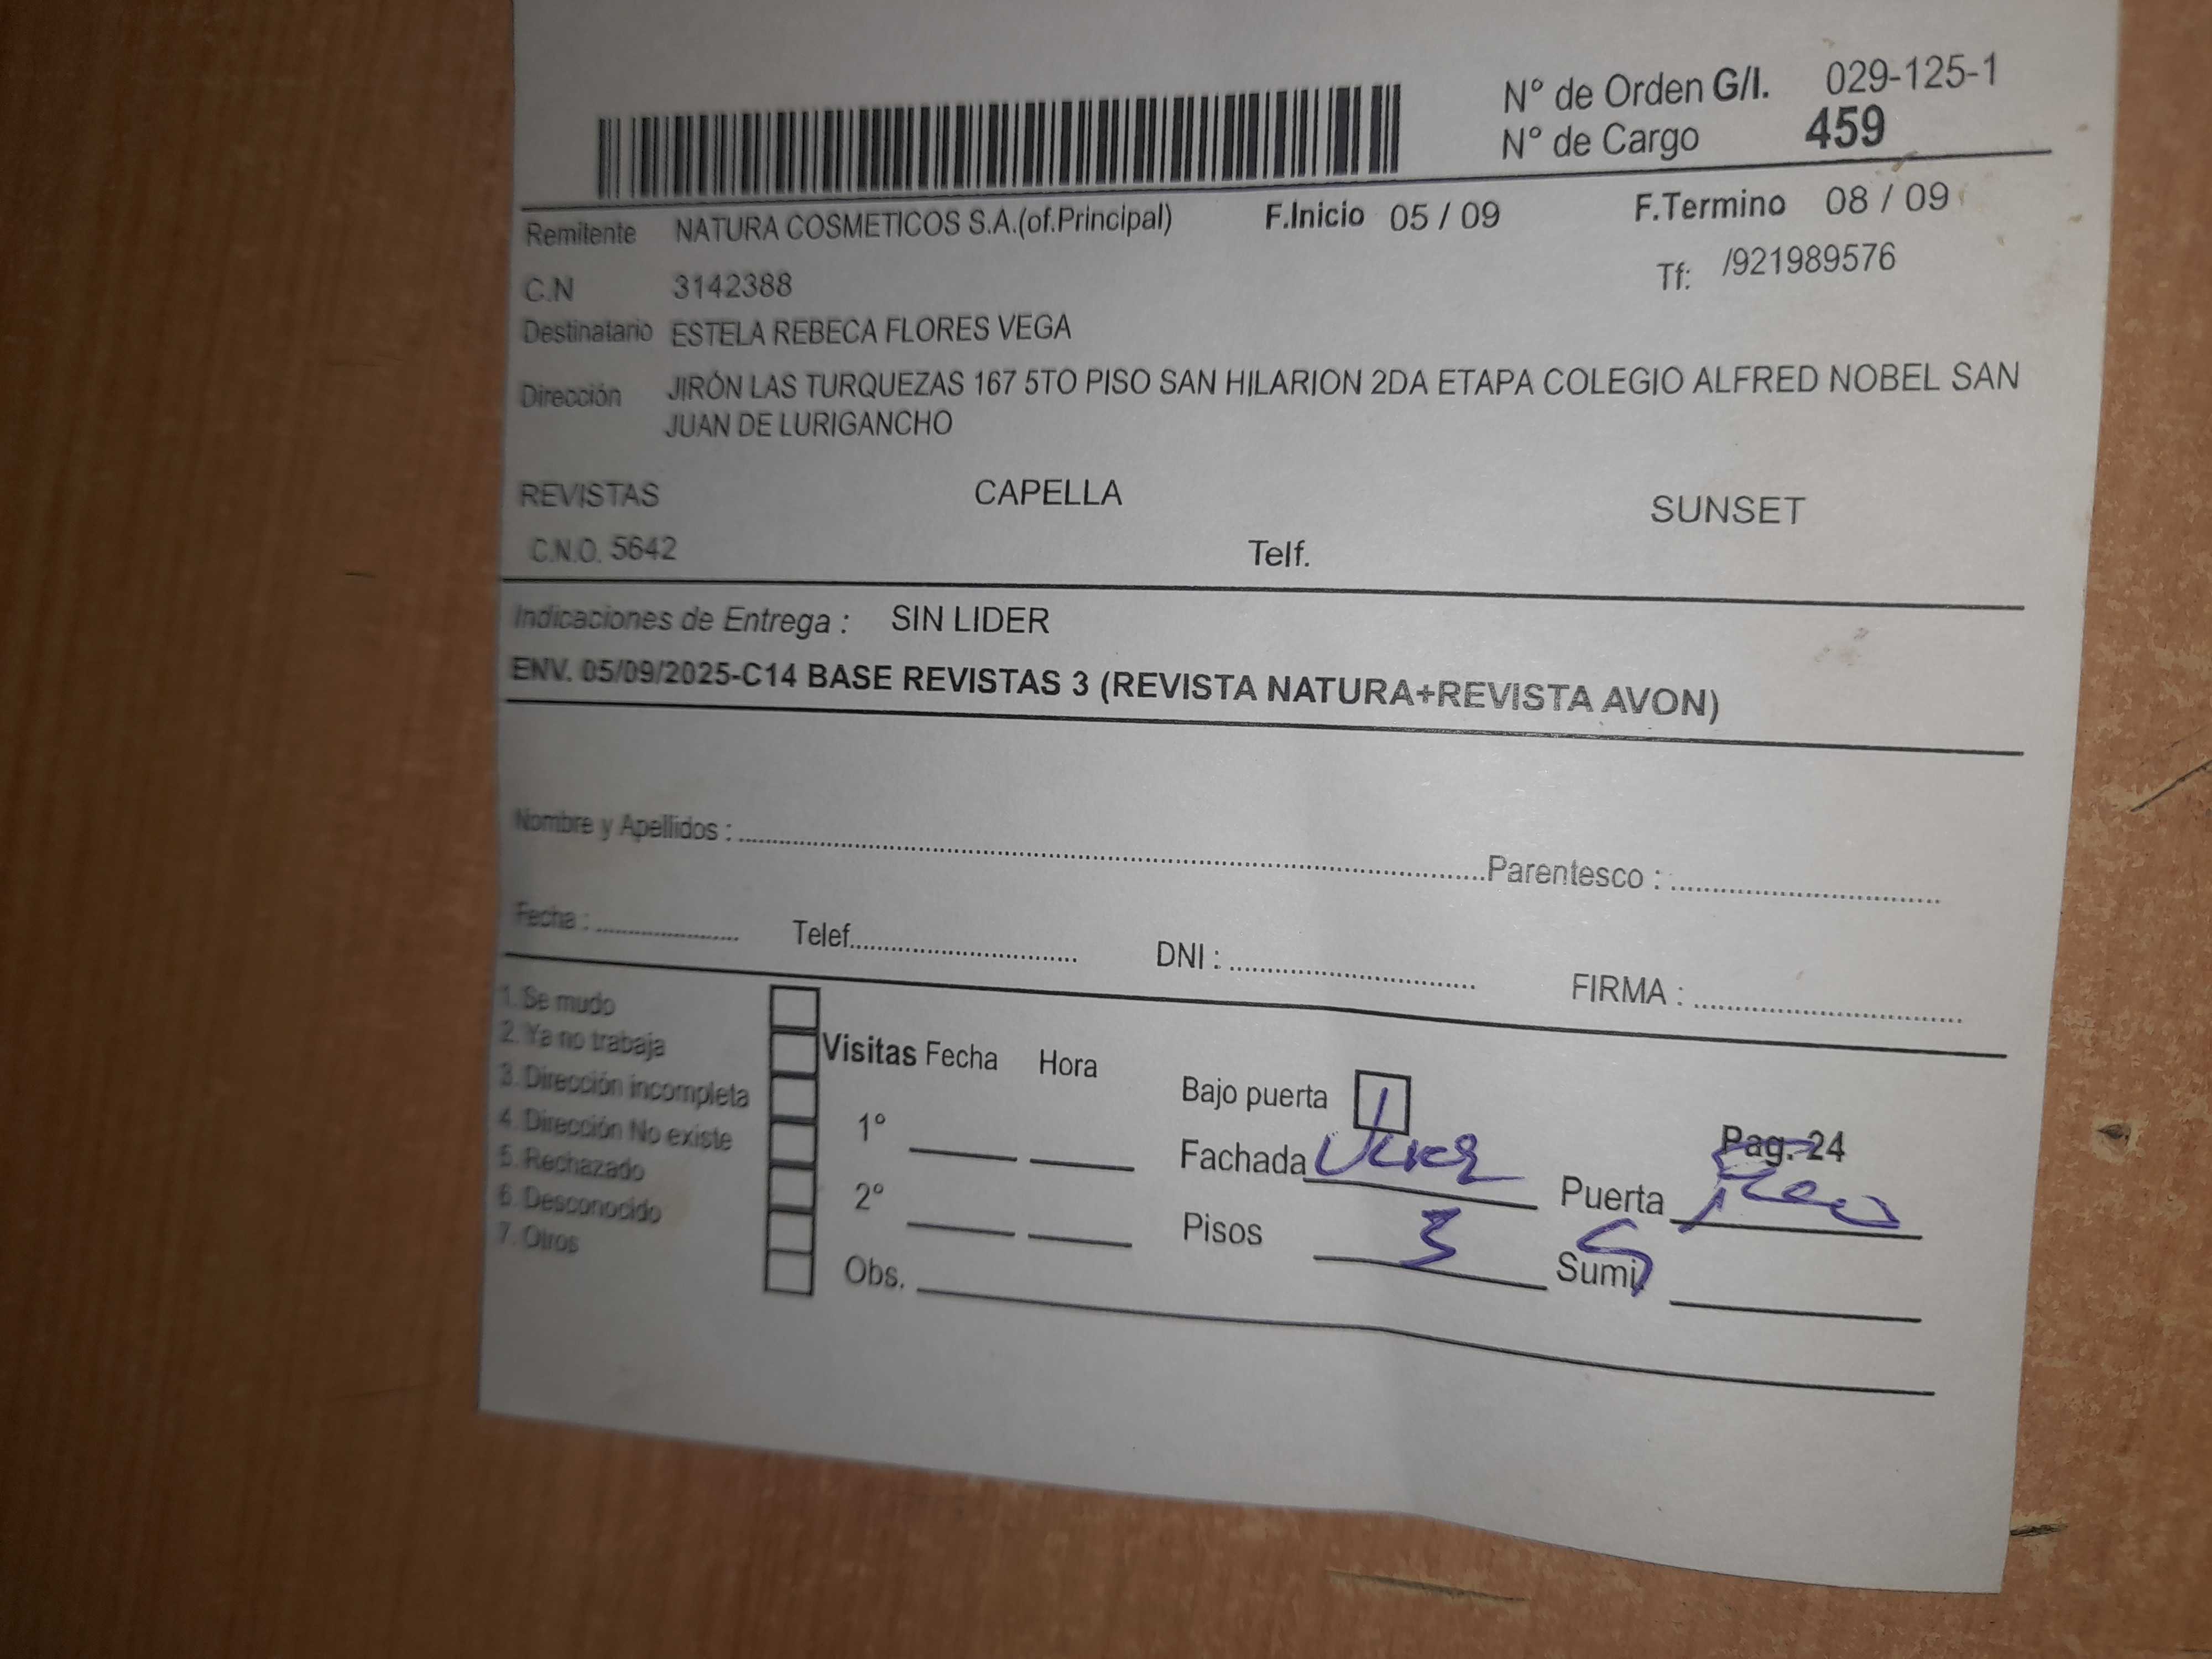 N° de Orden G/I. 029-125-1
N° de Cargo 459
Remitente NATURA COSMETICOS S.A.(of.Principal) F.Inicio 05 / 09 F.Termino 08 / 09
C.N 3142388 Tf: /921989576
Destinatario ESTELA REBECA FLORES VEGA
Dirección JIRÓN LAS TURQUEZAS 167 5TO PISO SAN HILARION 2DA ETAPA COLEGIO ALFRED NOBEL SAN
JUAN DE LURIGANCHO
REVISTAS CAPELLA SUNSET
C.N.O. 5642 Telf.
Indicaciones de Entrega : SIN LIDER
ENV. 05/09/2025-C14 BASE REVISTAS 3 (REVISTA NATURA+REVISTA AVON)
Nombre y Apellidos : Parentesco :
Fecha : Telef. DNI : FIRMA :
1. Se mudo
2. Ya no trabaja
3. Dirección incompleta
4. Dirección No existe
5. Rechazado
6. Desconocido
7. Otros
Visitas Fecha Hora
1°
2°
Obs.
Bajo puerta
Pag. 24
Fachada Puerta
Pisos 3 Sumi.